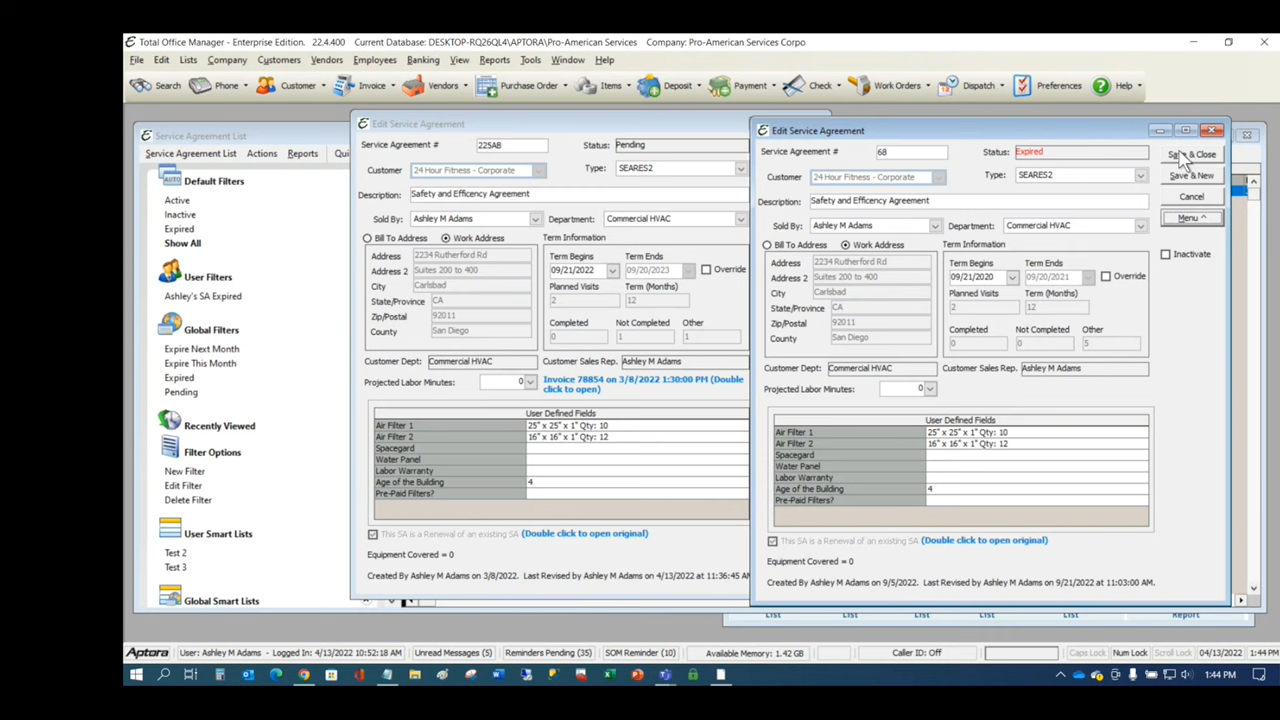 Total Office Manager - Enterprise Edition. 22.4.400 Current Database: DESKTOP-RQ26QL4\APTORA\Pro-American Services Company: Pro-American Services Corpo
File Edit Lists Company Customers Vendors Employees Banking View Reports Tools Window Help
Search Phone Customer Invoice Vendors Purchase Order Items Deposit Payment Check Work Orders Dispatch Preferences Help
Service Agreement List
Service Agreement List Actions Reports
Default Filters
Active
Inactive
Expired
Show All
User Filters
Ashley's SA Expired
Global Filters
Expire Next Month
Expire This Month
Expired
Pending
Recently Viewed
Filter Options
New Filter
Edit Filter
Delete Filter
User Smart Lists
Test 2
Test 3
Global Smart Lists
Edit Service Agreement
Service Agreement # 225AB Status: Pending
Customer 24 Hour Fitness - Corporate Type: SEARES2
Description: Safety and Efficency Agreement
Sold By: Ashley M Adams Department: Commercial HVAC
Bill To Address Work Address Term Information
Address 2234 Rutherford Rd Term Begins Term Ends
Address 2 Suites 200 to 400 09/21/2022 09/20/2023 Override
City Carlsbad Planned Visits Term (Months)
State/Province CA 2 12
Zip/Postal 92011 Completed Not Completed Other
County San Diego 0 1 1
Customer Dept: Commercial HVAC Customer Sales Rep. Ashley M Adams
Projected Labor Minutes: 0 Invoice 78854 on 3/8/2022 1:30:00 PM (Double
click to open)
User Defined Fields
Air Filter 1 25" x 25" x 1" Qty: 10
Air Filter 2 16" x 16" x 1" Qty: 12
Spacegard
Water Panel
Labor Warranty
Age of the Building 4
Pre-Paid Filters?
This SA is a Renewal of an existing SA (Double click to open original)
Equipment Covered = 0
Created By Ashley M Adams on 3/8/2022. Last Revised by Ashley M Adams on 4/13/2022 at 11:36:45
Edit Service Agreement
Service Agreement # 68 Status: Expired
Customer 24 Hour Fitness - Corporate Type: SEARES2
Description: Safety and Efficency Agreement
Sold By: Ashley M Adams Department: Commercial HVAC
Bill To Address Work Address Term Information
Address 2234 Rutherford Rd Term Begins Term Ends
Address 2 Suites 200 to 400 09/21/2020 09/20/2021 Override
City Carlsbad Planned Visits Term (Months)
State/Province CA 2 12
Zip/Postal 92011 Completed Not Completed Other
County San Diego 0 0 5
Customer Dept: Commercial HVAC Customer Sales Rep. Ashley M Adams
Projected Labor Minutes: 0
User Defined Fields
Air Filter 1 25" x 25" x 1" Qty: 10
Air Filter 2 16" x 16" x 1" Qty: 12
Spacegard
Water Panel
Labor Warranty
Age of the Building 4
Pre-Paid Filters?
This SA is a Renewal of an existing SA (Double click to open original)
Equipment Covered = 0
Created By Ashley M Adams on 9/5/2022. Last Revised by Ashley M Adams on 9/21/2022 at 11:03:00 AM.
Save & Close
Save & New
Cancel
Menu ^
Inactivate
List List List List Report
Aptora User: Ashley M Adams - Logged In: 4/13/2022 10:52:18 AM Unread Messages (5) Reminders Pending (35) SOM Reminder (10) Available Memory: 1.42 GB Caller ID: Off Caps Lock Num Lock Scroll Lock 04/13/2022 1:44 PM
1:44 PM